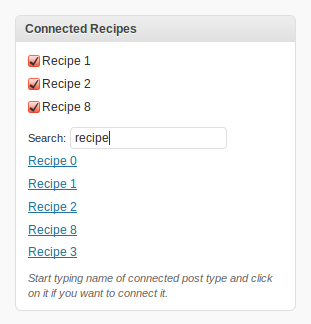 Connected Recipes
Recipe 1
Recipe 2
Recipe 8
Search: recipe
Recipe 0
Recipe 1
Recipe 2
Recipe 8
Recipe 3
Start typing name of connected post type and click
on it if you want to connect it.